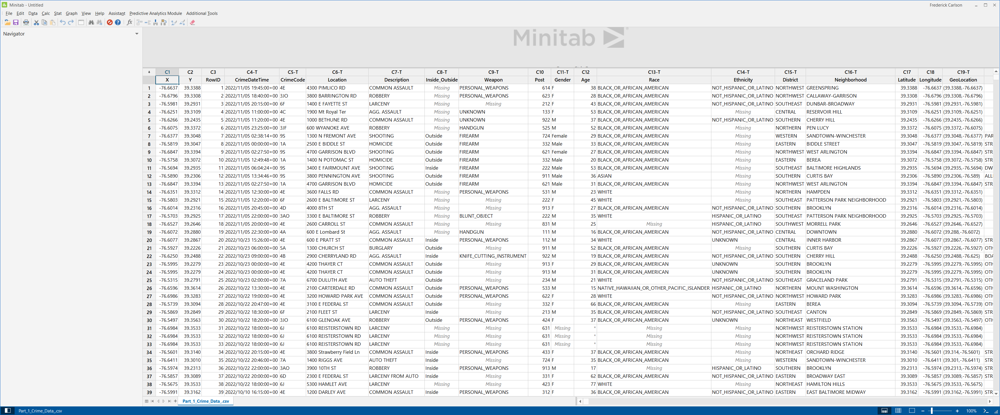 Minitab - Untitled Frederick Carlson
File Edit Data Calc Stat Graph View Help Assistant Predictive Analytics Module Additional Tools
Navigator
Minitab
C1 C2 C3 C4-T C5-T C6-T C7-T C8-T C9-T C10 C11-T C12 C13-T C14-T C15-T C16-T C17 C18 C19-T
X Y RowID CrimeDateTime CrimeCode Location Description Inside_Outside Weapon Post Gender Age Race Ethnicity District Neighborhood Latitude Longitude GeoLocation
1 -76.6637 39.3388 1 2022/11/05 19:45:00+00 4E 4300 PIMLICO RD COMMON ASSAULT Missing PERSONAL_WEAPONS 614 F 38 BLACK_OR_AFRICAN_AMERICAN NOT_HISPANIC_OR_LATINO NORTHWEST GREENSPRING 39.3388 -76.6637 (39.3388,-76.6637)
2 -76.6796 39.3308 2 2022/11/05 18:40:00+00 3JO 3800 BARRINGTON RD ROBBERY Missing PERSONAL_WEAPONS 623 F 28 BLACK_OR_AFRICAN_AMERICAN NOT_HISPANIC_OR_LATINO NORTHWEST CALLAWAY-GARRISON 39.3308 -76.6796 (39.3308,-76.6796)
3 -76.5981 39.2931 3 2022/11/05 20:15:00+00 6F 1400 E FAYETTE ST LARCENY Missing Missing 212 F 43 BLACK_OR_AFRICAN_AMERICAN NOT_HISPANIC_OR_LATINO SOUTHEAST DUNBAR-BROADWAY 39.2931 -76.5981 (39.2931,-76.5981)
4 -76.6251 39.3109 4 2022/11/05 11:00:00+00 4C 1900 Mt Royal Ter AGG. ASSAULT Missing UNKNOWN 133 F 53 BLACK_OR_AFRICAN_AMERICAN Missing CENTRAL RESERVOIR HILL 39.3109 -76.6251 (39.3109,-76.6251)
5 -76.6266 39.2435 5 2022/11/05 11:20:00+00 4E 1000 BETHUNE RD COMMON ASSAULT Missing UNKNOWN 922 M 37 BLACK_OR_AFRICAN_AMERICAN NOT_HISPANIC_OR_LATINO SOUTHERN CHERRY HILL 39.2435 -76.6266 (39.2435,-76.6266)
6 -76.6075 39.3372 6 2022/11/05 23:25:00+00 3JF 600 WYANOKE AVE ROBBERY Missing HANDGUN 525 M 52 BLACK_OR_AFRICAN_AMERICAN Missing NORTHERN PEN LUCY 39.3372 -76.6075 (39.3372,-76.6075)
7 -76.6377 39.3048 7 2022/11/05 02:38:14+00 9S 1300 N FREMONT AVE SHOOTING Outside FIREARM 724 Female 29 BLACK_OR_AFRICAN_AMERICAN Missing WESTERN SANDTOWN-WINCHESTER 39.3048 -76.6377 (39.3048,-76.6377) PAR
8 -76.5819 39.3047 8 2022/11/05 00:00:00+00 1A 2500 E BIDDLE ST HOMICIDE Outside FIREARM 332 Male 33 BLACK_OR_AFRICAN_AMERICAN Missing EASTERN BIDDLE STREET 39.3047 -76.5819 (39.3047,-76.5819) STR
9 -76.6847 39.3394 9 2022/11/05 02:27:50+00 9S 4700 GARRISON BLVD SHOOTING Outside FIREARM 621 Female 27 BLACK_OR_AFRICAN_AMERICAN Missing NORTHWEST WEST ARLINGTON 39.3394 -76.6847 (39.3394,-76.6847) STR
10 -76.5758 39.3072 10 2022/11/05 12:49:48+00 1A 1400 N POTOMAC ST HOMICIDE Outside FIREARM 332 Male 20 BLACK_OR_AFRICAN_AMERICAN Missing EASTERN BEREA 39.3072 -76.5758 (39.3072,-76.5758) STR
11 -76.5694 39.2935 11 2022/11/05 06:04:24+00 9S 3400 E FAIRMOUNT AVE SHOOTING Inside FIREARM 222 Male 53 BLACK_OR_AFRICAN_AMERICAN Missing SOUTHEAST BALTIMORE HIGHLANDS 39.2935 -76.5694 (39.2935,-76.5694) DW
12 -76.5890 39.2306 12 2022/11/05 13:34:46+00 9S 3800 PENNINGTON AVE SHOOTING Outside FIREARM 911 Male 36 ASIAN Missing SOUTHERN CURTIS BAY 39.2306 -76.5890 (39.2306,-76.589) ALL
13 -76.6847 39.3394 13 2022/11/05 02:27:50+00 1A 4700 GARRISON BLVD HOMICIDE Outside FIREARM 621 Male 31 BLACK_OR_AFRICAN_AMERICAN Missing NORTHWEST WEST ARLINGTON 39.3394 -76.6847 (39.3394,-76.6847) STR
14 -76.6351 39.3312 14 2022/11/05 12:30:00+00 4E 3600 FALLS RD COMMON ASSAULT Missing PERSONAL_WEAPONS 531 M 23 WHITE Missing NORTHERN HAMPDEN 39.3312 -76.6351 (39.3312,-76.6351)
15 -76.5803 39.2921 15 2022/11/05 12:20:00+00 6F 2600 E BALTIMORE ST LARCENY Missing Missing 222 F 45 WHITE Missing SOUTHEAST PATTERSON PARK NEIGHBORHOOD 39.2921 -76.5803 (39.2921,-76.5803)
16 -76.6014 39.2316 16 2022/11/05 20:45:00+00 4D 4000 8TH ST AGG. ASSAULT Missing Missing 913 F 27 BLACK_OR_AFRICAN_AMERICAN NOT_HISPANIC_OR_LATINO SOUTHERN BROOKLYN 39.2316 -76.6014 (39.2316,-76.6014)
17 -76.5703 39.2925 17 2022/11/05 22:00:00+00 3AO 3300 E BALTIMORE ST ROBBERY Missing BLUNT_OBJECT 222 M 35 WHITE HISPANIC_OR_LATINO SOUTHEAST PATTERSON PARK NEIGHBORHOOD 39.2925 -76.5703 (39.2925,-76.5703)
18 -76.6527 39.2646 18 2022/11/05 20:00:00+00 4E 2600 CARROLL ST COMMON ASSAULT Missing Missing 831 M 25 Missing HISPANIC_OR_LATINO SOUTHWEST MORRELL PARK 39.2646 -76.6527 (39.2646,-76.6527)
19 -76.6072 39.2880 19 2022/11/05 22:30:00+00 4A 600 E Lombard St AGG. ASSAULT Missing HANDGUN 111 M 16 BLACK_OR_AFRICAN_AMERICAN NOT_HISPANIC_OR_LATINO CENTRAL DOWNTOWN 39.2880 -76.6072 (39.288,-76.6072)
20 -76.6077 39.2867 20 2022/10/23 15:26:00+00 4E 600 E PRATT ST COMMON ASSAULT Inside PERSONAL_WEAPONS 112 M 34 WHITE UNKNOWN CENTRAL INNER HARBOR 39.2867 -76.6077 (39.2867,-76.6077) STR
21 -76.5927 39.2226 21 2022/10/23 06:00:00+00 5A 1300 CHURCH ST BURGLARY Outside Missing 911 M 52 BLACK_OR_AFRICAN_AMERICAN Missing SOUTHERN CURTIS BAY 39.2226 -76.5927 (39.2226,-76.5927) OTH
22 -76.6250 39.2488 22 2022/10/23 09:00:00+00 4B 2900 CHERRYLAND RD AGG. ASSAULT Inside KNIFE_CUTTING_INSTRUMENT 922 M 19 BLACK_OR_AFRICAN_AMERICAN NOT_HISPANIC_OR_LATINO SOUTHERN CHERRY HILL 39.2488 -76.6250 (39.2488,-76.625) BOA
23 -76.5995 39.2279 23 2022/10/23 00:00:00+00 4E 4200 THAYER CT COMMON ASSAULT Outside Missing 913 F 29 BLACK_OR_AFRICAN_AMERICAN UNKNOWN SOUTHERN BROOKLYN 39.2279 -76.5995 (39.2279,-76.5995) OTH
24 -76.5995 39.2279 24 2022/10/23 00:00:00+00 4E 4200 THAYER CT COMMON ASSAULT Outside Missing 913 M 31 BLACK_OR_AFRICAN_AMERICAN UNKNOWN SOUTHERN BROOKLYN 39.2279 -76.5995 (39.2279,-76.5995) OTH
25 -76.5315 39.2791 25 2022/10/23 02:00:00+00 7A 6700 DULUTH AVE AUTO THEFT Outside Missing 234 M 21 WHITE NOT_HISPANIC_OR_LATINO SOUTHEAST GRACELAND PARK 39.2791 -76.5315 (39.2791,-76.5315) OTH
26 -76.6596 39.3614 26 2022/10/22 13:30:00+00 4E 2100 CARTERDALE RD COMMON ASSAULT Outside PERSONAL_WEAPONS 533 M 15 NATIVE_HAWAIIAN_OR_OTHER_PACIFIC_ISLANDER HISPANIC_OR_LATINO NORTHERN MOUNT WASHINGTON 39.3614 -76.6596 (39.3614,-76.6596) OTH
27 -76.6986 39.3283 27 2022/10/22 19:00:00+00 4E 3200 HOWARD PARK AVE COMMON ASSAULT Outside PERSONAL_WEAPONS 622 F 28 WHITE NOT_HISPANIC_OR_LATINO NORTHWEST HOWARD PARK 39.3283 -76.6986 (39.3283,-76.6986) OTH
28 -76.5739 39.3094 28 2022/10/22 20:47:00+00 4E 3100 E FEDERAL ST COMMON ASSAULT Outside Missing 332 F 66 BLACK_OR_AFRICAN_AMERICAN Missing EASTERN BEREA 39.3094 -76.5739 (39.3094,-76.5739) OTH
29 -76.5869 39.2849 29 2022/10/22 18:30:00+00 6F 2100 FLEET ST LARCENY Inside Missing 213 M 35 BLACK_OR_AFRICAN_AMERICAN NOT_HISPANIC_OR_LATINO SOUTHEAST CANTON 39.2849 -76.5869 (39.2849,-76.5869) STR
30 -76.5497 39.3563 30 2022/10/22 18:20:00+00 3JO 6100 GLENOAK AVE ROBBERY Outside PERSONAL_WEAPONS 424 F 37 BLACK_OR_AFRICAN_AMERICAN UNKNOWN NORTHEAST WESTFIELD 39.3563 -76.5497 (39.3563,-76.5497) OTH
31 -76.6984 39.3533 31 2022/10/22 18:00:00+00 6J 6100 REISTERSTOWN RD LARCENY Missing Missing 631 Missing * Missing Missing NORTHWEST REISTERSTOWN STATION 39.3533 -76.6984 (39.3533,-76.6984)
32 -76.6984 39.3533 32 2022/10/22 18:00:00+00 6J 6100 REISTERSTOWN RD LARCENY Missing Missing 631 Missing * Missing Missing NORTHWEST REISTERSTOWN STATION 39.3533 -76.6984 (39.3533,-76.6984)
33 -76.6984 39.3533 33 2022/10/22 18:00:00+00 6J 6100 REISTERSTOWN RD LARCENY Missing Missing 631 Missing * Missing Missing NORTHWEST REISTERSTOWN STATION 39.3533 -76.6984 (39.3533,-76.6984)
34 -76.5601 39.3140 34 2022/10/22 20:15:00+00 4E 3800 Strawberry Field Ln COMMON ASSAULT Inside PERSONAL_WEAPONS 433 F 37 BLACK_OR_AFRICAN_AMERICAN Missing NORTHEAST ORCHARD RIDGE 39.3140 -76.5601 (39.314,-76.5601) STR
35 -76.6411 39.3010 35 2022/10/22 20:46:00+00 7A 1400 RIGGS AVE AUTO THEFT Inside Missing 724 F 35 BLACK_OR_AFRICAN_AMERICAN Missing WESTERN SANDTOWN-WINCHESTER 39.3010 -76.6411 (39.301,-76.6411) STR
36 -76.5974 39.2313 36 2022/10/22 22:00:00+00 3AO 3900 10TH ST ROBBERY Inside PERSONAL_WEAPONS 913 M 17 Missing HISPANIC_OR_LATINO SOUTHERN BROOKLYN 39.2313 -76.5974 (39.2313,-76.5974) STR
37 -76.5857 39.3089 37 2022/10/22 20:00:00+00 6D 2300 E FEDERAL ST LARCENY FROM AUTO Inside Missing 331 F 62 BLACK_OR_AFRICAN_AMERICAN NOT_HISPANIC_OR_LATINO EASTERN BROADWAY EAST 39.3089 -76.5857 (39.3089,-76.5857) STR
38 -76.5675 39.3533 38 2022/10/22 18:00:00+00 6J 5300 HAMLET AVE LARCENY Missing Missing 423 F 77 WHITE Missing NORTHEAST HAMILTON HILLS 39.3533 -76.5675 (39.3533,-76.5675)
39 -76.5991 39.3162 39 2022/10/10 16:15:00+00 4E 1200 DARLEY AVE COMMON ASSAULT Inside PERSONAL_WEAPONS 312 F 36 BLACK_OR_AFRICAN_AMERICAN NOT_HISPANIC_OR_LATINO EASTERN EAST BALTIMORE MIDWAY 39.3162 -76.5991 (39.3162,-76.5991) STR
Part_1_Crime_Data_.csv
Part_1_Crime_Data_.csv 100%